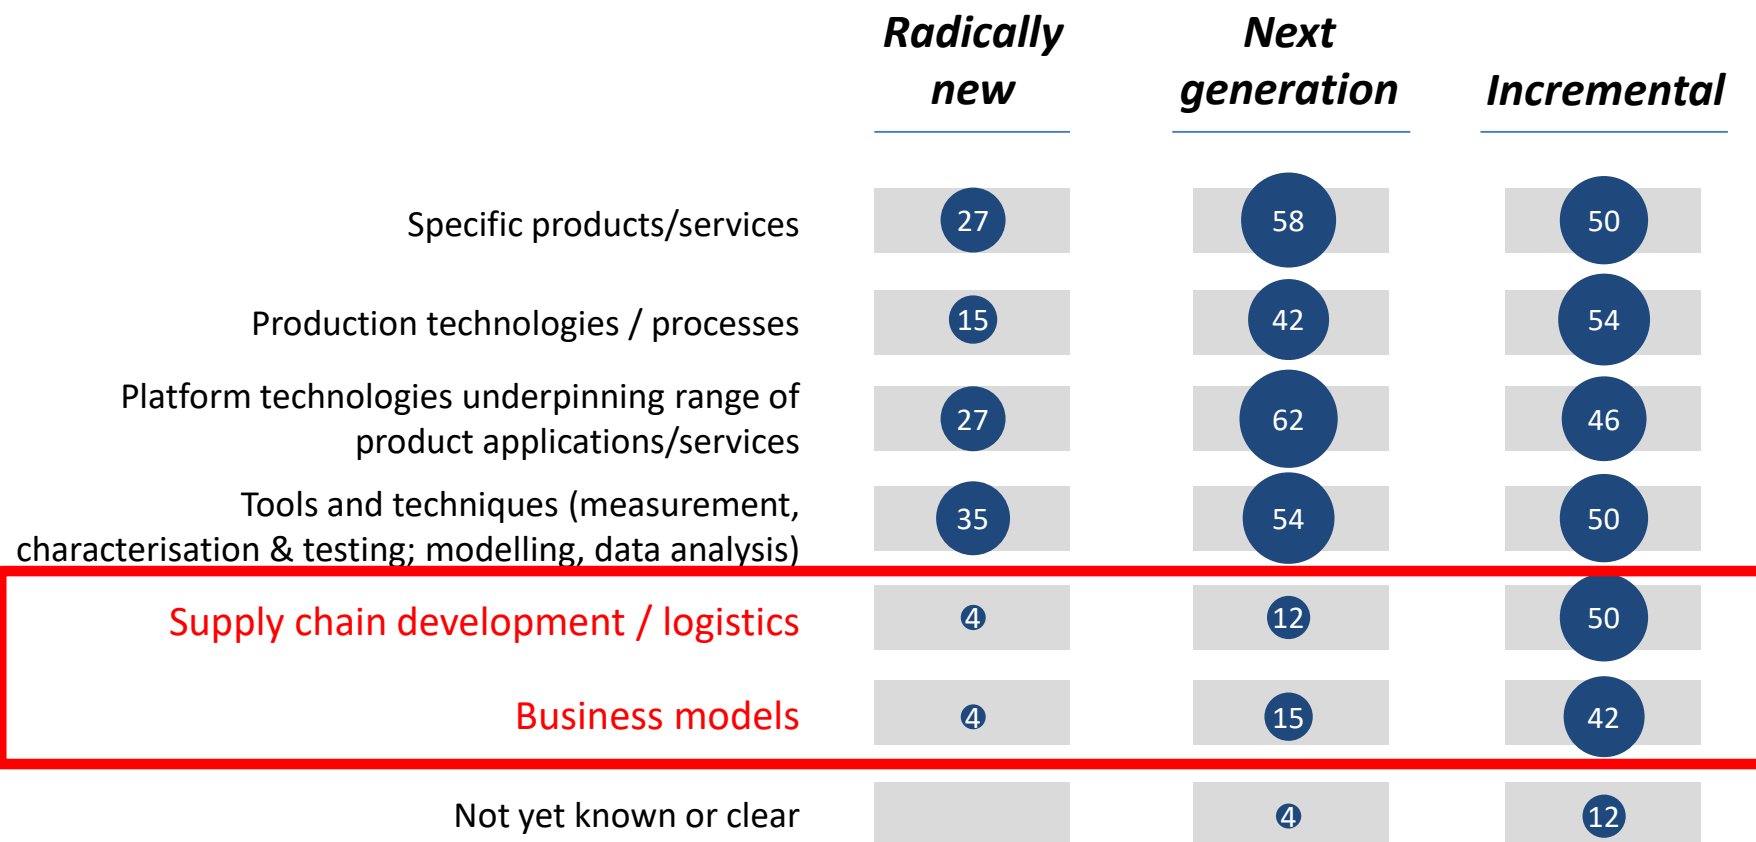 Radically
new
Next
generation
Incremental
Specific products/services
27
58
50
Production technologies / processes
15
42
54
Platform technologies underpinning range of
product applications/services
27
62
46
Tools and techniques (measurement,
characterisation & testing; modelling, data analysis)
35
54
50
Supply chain development / logistics
4
12
50
Business models
4
15
42
Not yet known or clear
4
12